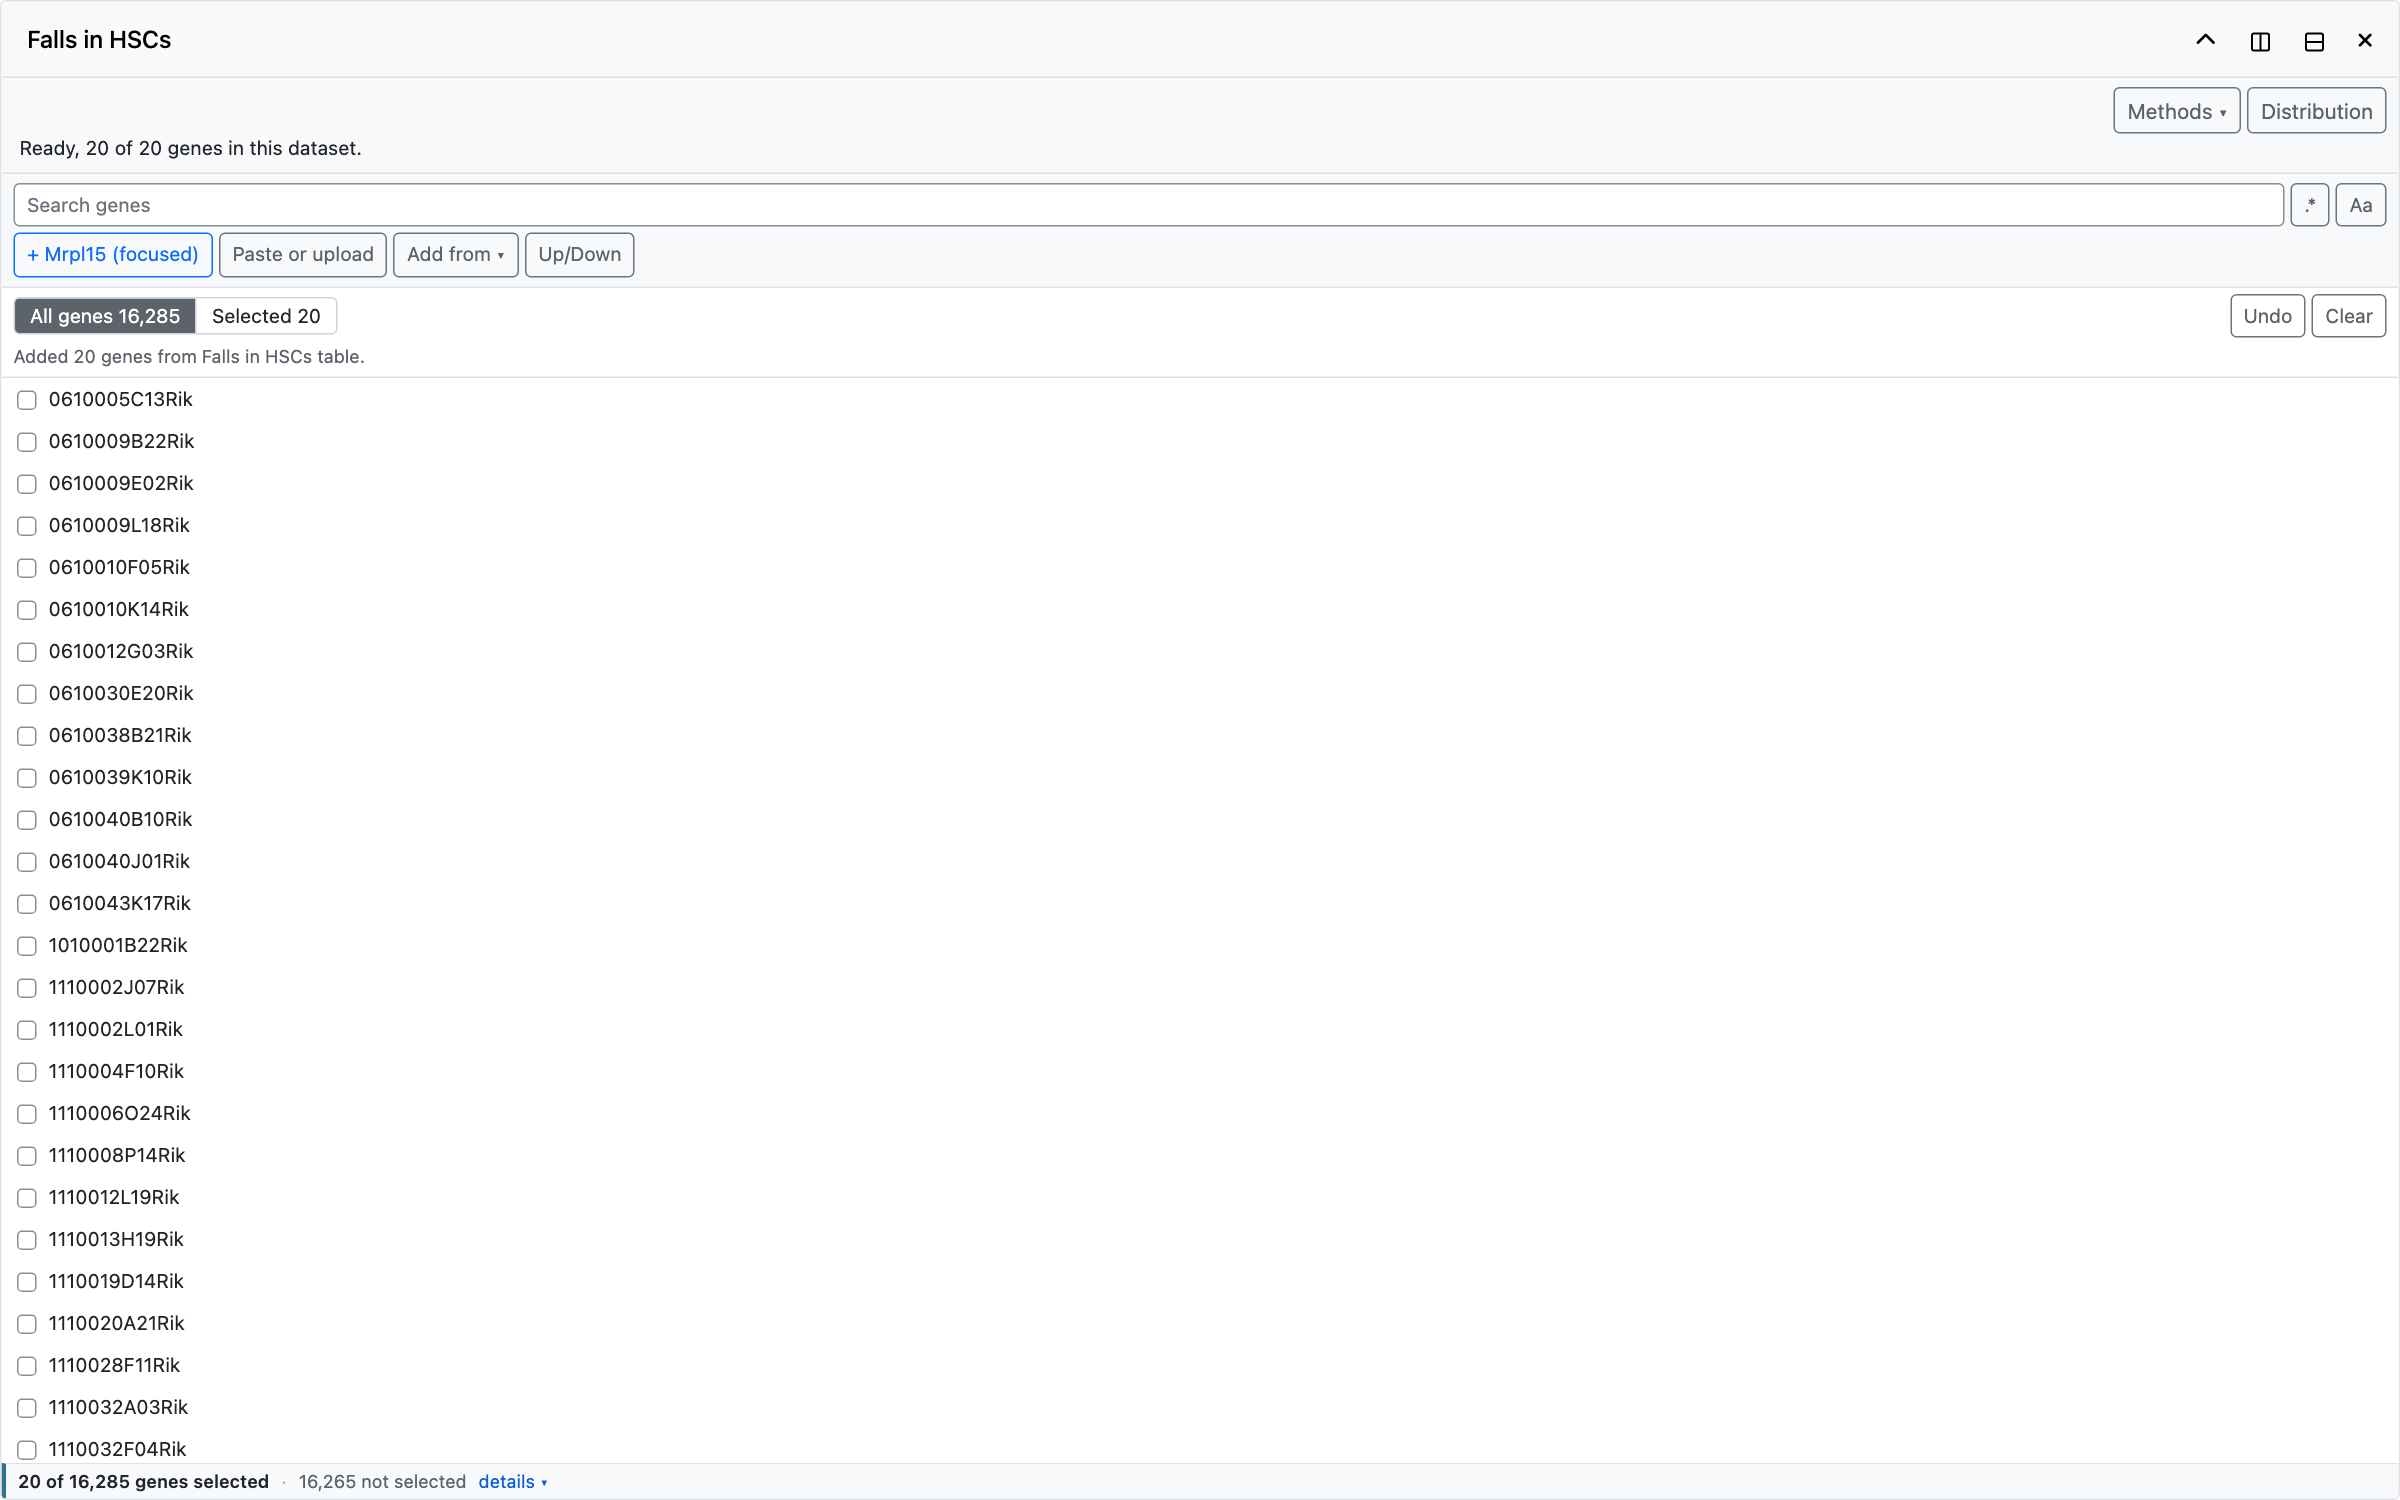 Falls in HSCs
Methods ▾ Distribution
Ready, 20 of 20 genes in this dataset.
Search genes .* Aa
+ Mrpl15 (focused) Paste or upload Add from ▾ Up/Down
All genes 16,285 Selected 20 Undo Clear
Added 20 genes from Falls in HSCs table.
0610005C13Rik
0610009B22Rik
0610009E02Rik
0610009L18Rik
0610010F05Rik
0610010K14Rik
0610012G03Rik
0610030E20Rik
0610038B21Rik
0610039K10Rik
0610040B10Rik
0610040J01Rik
0610043K17Rik
1010001B22Rik
1110002J07Rik
1110002L01Rik
1110004F10Rik
1110006O24Rik
1110008P14Rik
1110012L19Rik
1110013H19Rik
1110019D14Rik
1110020A21Rik
1110028F11Rik
1110032A03Rik
1110032F04Rik
20 of 16,285 genes selected · 16,265 not selected details ▾